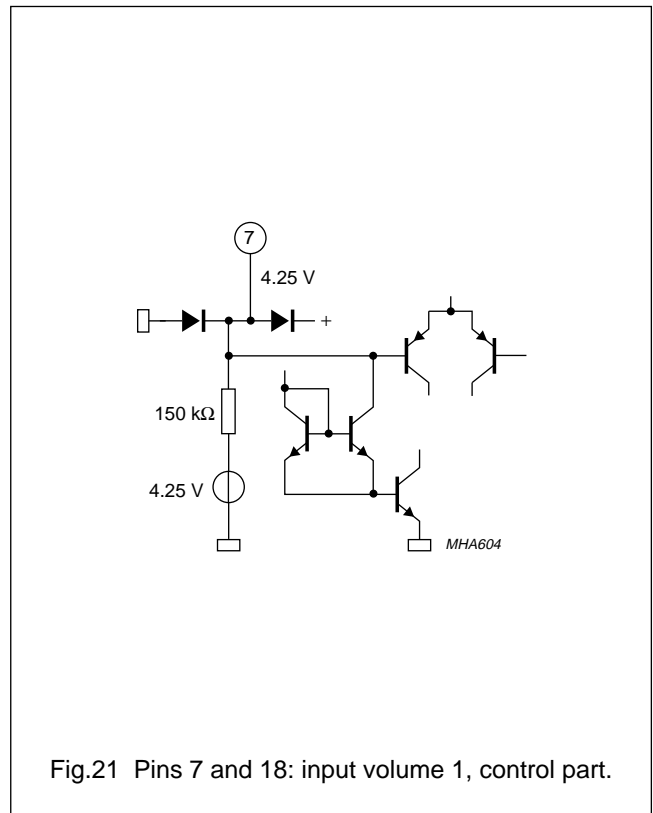 7
4.25 V
+
150 kΩ
4.25 V
MHA604
Fig.21 Pins 7 and 18: input volume 1, control part.